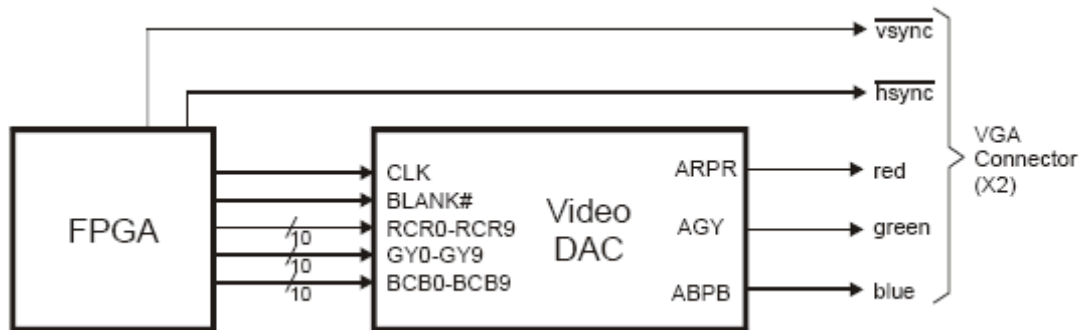 vsync
hsync
FPGA
CLK
BLANK#
RCR0-RCR9
GY0-GY9
BCB0-BCB9
10
10
10
Video
DAC
ARPR
AGY
ABPB
red
green
blue
VGA
Connector
(X2)